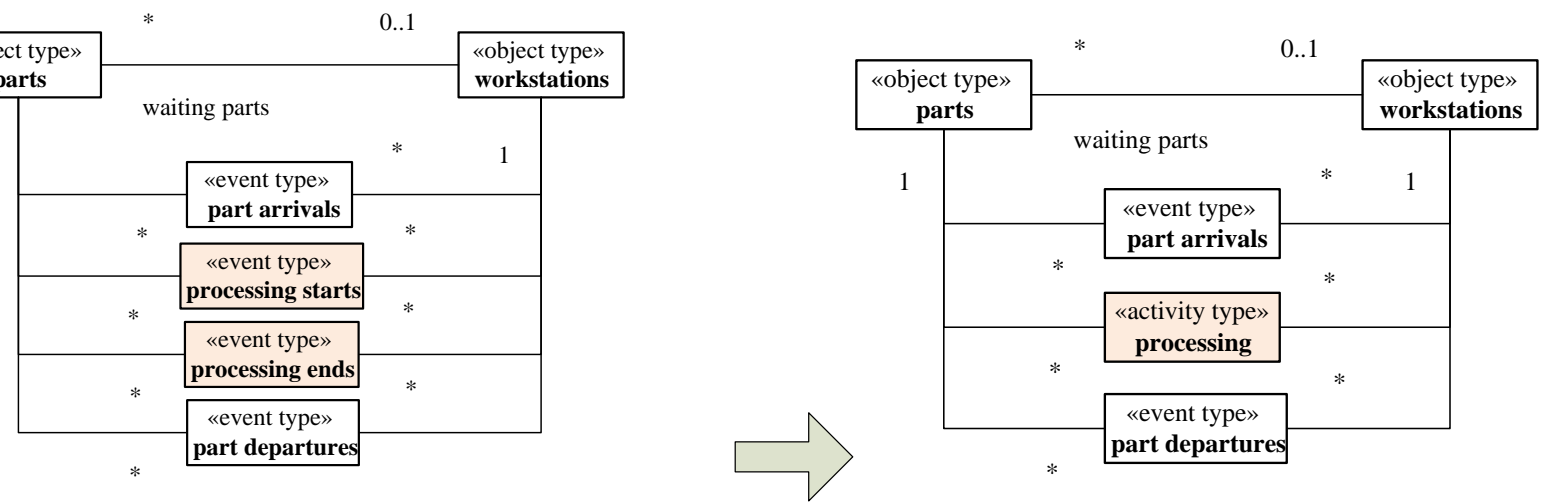 * 0..1
ect type» «object type»
parts workstations
waiting parts
* 1
«event type»
part arrivals
* *
«event type»
processing starts
* *
«event type»
processing ends
* *
«event type»
part departures
*
* 0..1
«object type» «object type»
parts workstations
waiting parts
1 * 1
«event type»
part arrivals
* *
«activity type»
processing
* *
«event type»
part departures
*